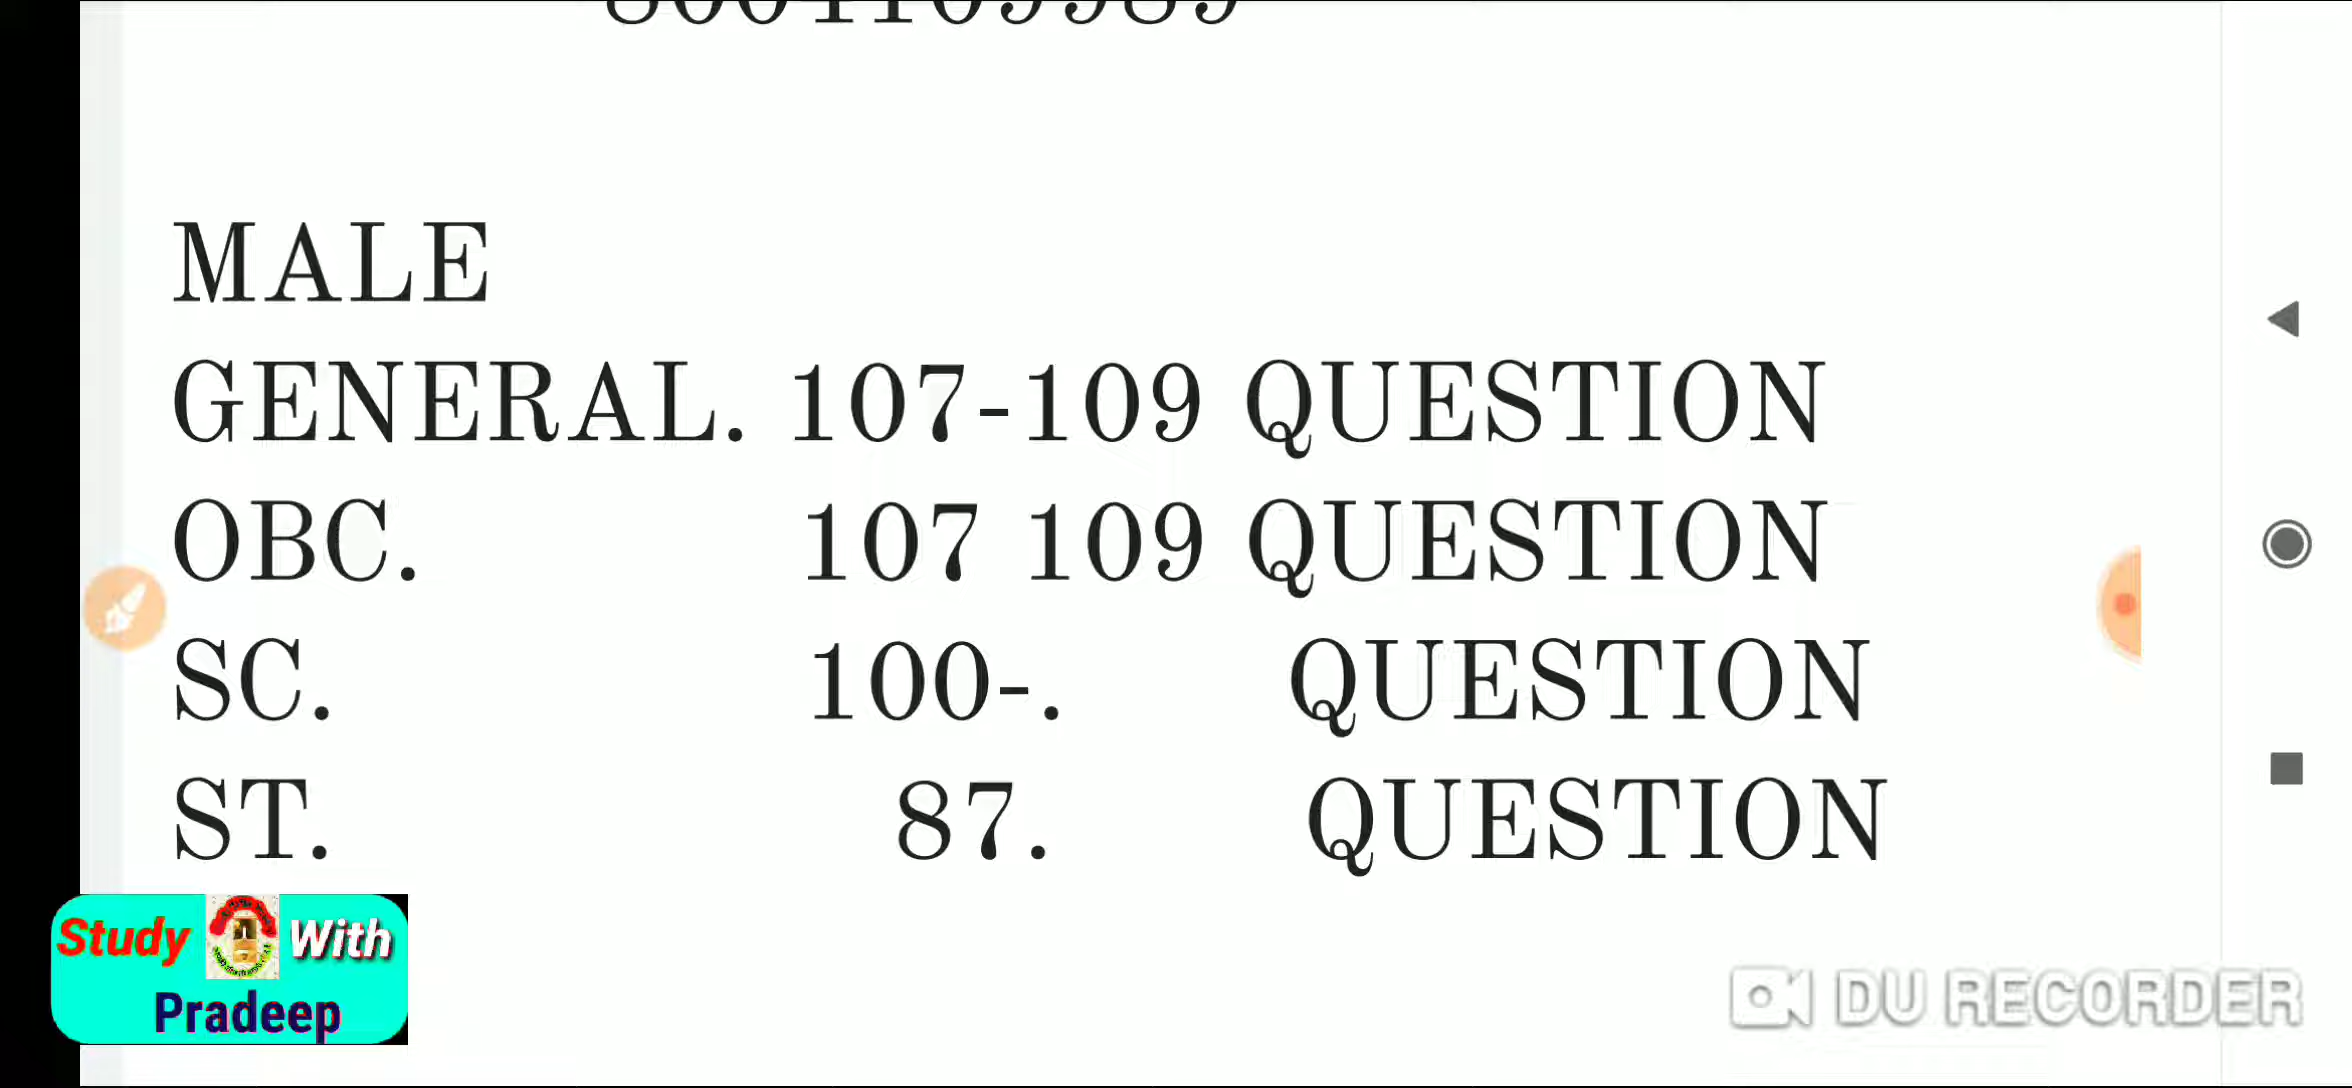 MALE
GENERAL. 107-109 QUESTION
OBC. 107 109 QUESTION
SC. 100-. QUESTION
ST. 87. QUESTION
Study With
Pradeep
DU RECORDER